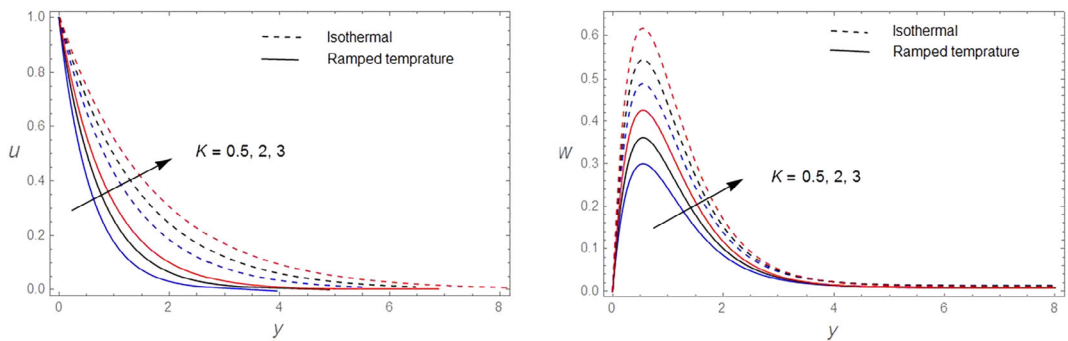 1.0
0.8
0.6
0.4
0.2
0.0
u
Isothermal
Ramped temprature
K = 0.5, 2, 3
0
2
4
6
8
y
0.6
0.5
0.4
0.3
0.2
0.1
0.0
w
Isothermal
Ramped temprature
K = 0.5, 2, 3
0
2
4
6
8
y